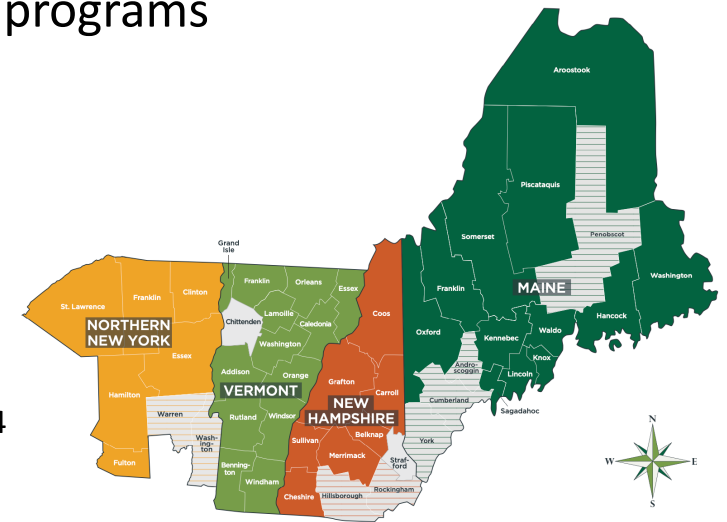 programs
Aroostook
Piscataquis
Somerset
Penobscot
Washington
Franklin
MAINE
Hancock
Oxford
Kennebec
Waldo
Knox
Lincoln
Andro-
scoggin
Cumberland
Sagadahoc
York
Grand
Isle
Franklin
Orleans
Essex
Chittenden
Lamoille
Caledonia
Washington
Addison
Orange
VERMONT
Rutland
Windsor
Benning-
ton
Windham
Coos
Grafton
Carroll
NEW
HAMPSHIRE
Belknap
Sullivan
Merrimack
Straf-
ford
Rockingham
Hillsborough
Cheshire
St. Lawrence
Franklin
Clinton
NORTHERN
NEW YORK
Essex
Hamilton
Warren
Wash-
ing-
ton
Fulton
4
N
W
E
S